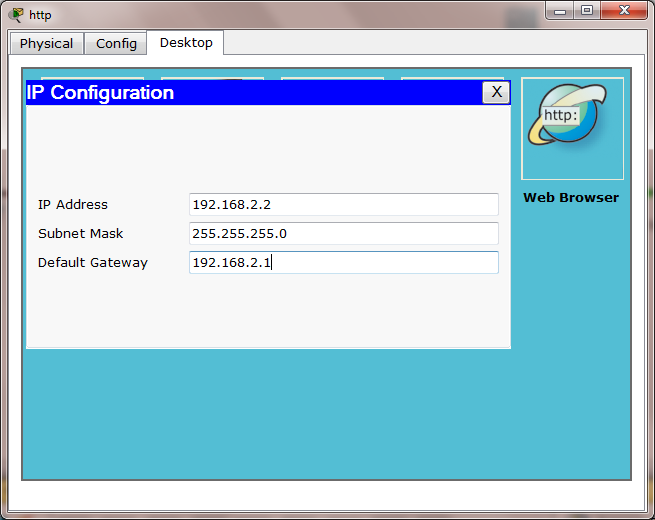 http
Physical Config Desktop
IP Configuration X
http:
IP Address 192.168.2.2
Web Browser
Subnet Mask 255.255.255.0
Default Gateway 192.168.2.1